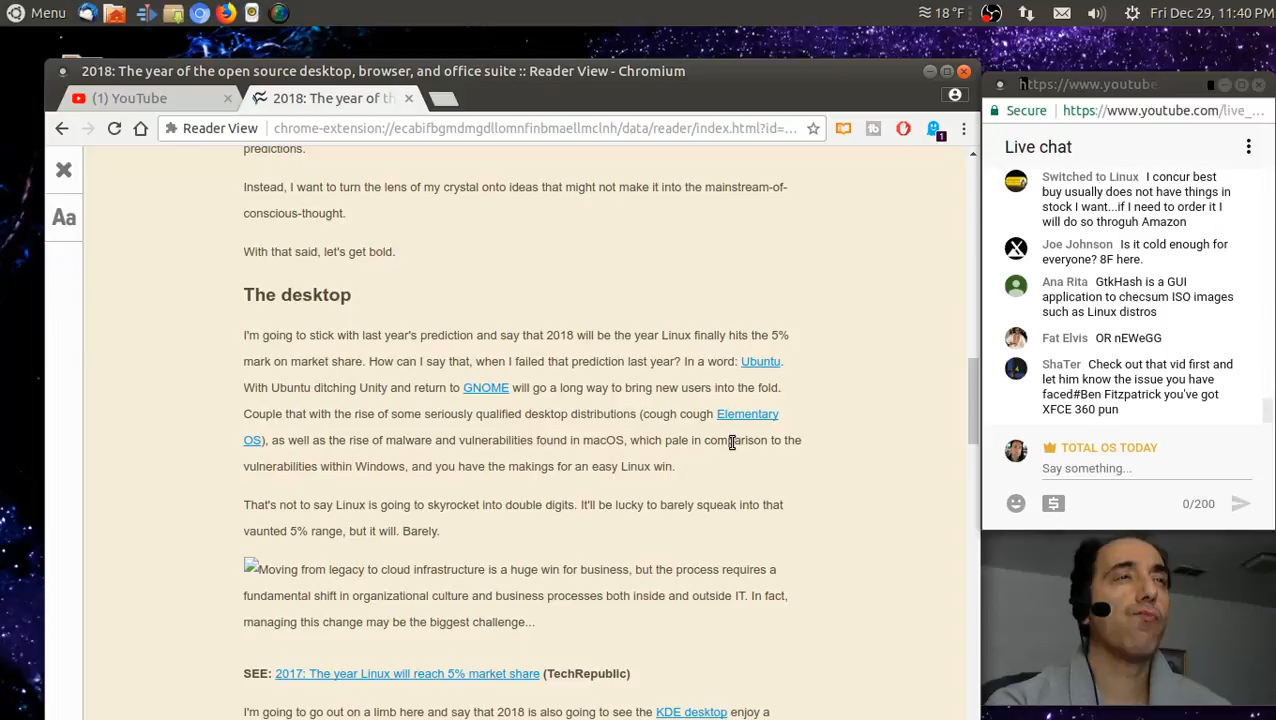 Menu
18 °F
Fri Dec 29, 11:40 PM
2018: The year of the open source desktop, browser, and office suite :: Reader View - Chromium
(1) YouTube
2018: The year of th
Reader View
chrome-extension://ecabifbgmdmgdllomnfinbmaellmclnh/data/reader/index.html?id=...
1
Aa
predictions.
Instead, I want to turn the lens of my crystal onto ideas that might not make it into the mainstream-of-
conscious-thought.
With that said, let's get bold.
The desktop
I'm going to stick with last year's prediction and say that 2018 will be the year Linux finally hits the 5%
mark on market share. How can I say that, when I failed that prediction last year? In a word: Ubuntu.
With Ubuntu ditching Unity and return to GNOME will go a long way to bring new users into the fold.
Couple that with the rise of some seriously qualified desktop distributions (cough cough Elementary
OS), as well as the rise of malware and vulnerabilities found in macOS, which pale in comparison to the
vulnerabilities within Windows, and you have the makings for an easy Linux win.
That's not to say Linux is going to skyrocket into double digits. It'll be lucky to barely squeak into that
vaunted 5% range, but it will. Barely.
Moving from legacy to cloud infrastructure is a huge win for business, but the process requires a
fundamental shift in organizational culture and business processes both inside and outside IT. In fact,
managing this change may be the biggest challenge...
SEE: 2017: The year Linux will reach 5% market share (TechRepublic)
I'm going to go out on a limb here and say that 2018 is also going to see the KDE desktop enjoy a
https://www.youtube
Secure
https://www.youtube.com/live_...
Live chat
Switched to Linux I concur best
buy usually does not have things in
stock I want...if I need to order it I
will do so throguh Amazon
Joe Johnson Is it cold enough for
everyone? 8F here.
Ana Rita GtkHash is a GUI
application to checsum ISO images
such as Linux distros
Fat Elvis OR nEWeGG
ShaTer Check out that vid first and
let him know the issue you have
faced#Ben Fitzpatrick you've got
XFCE 360 pun
TOTAL OS TODAY
Say something...
0/200